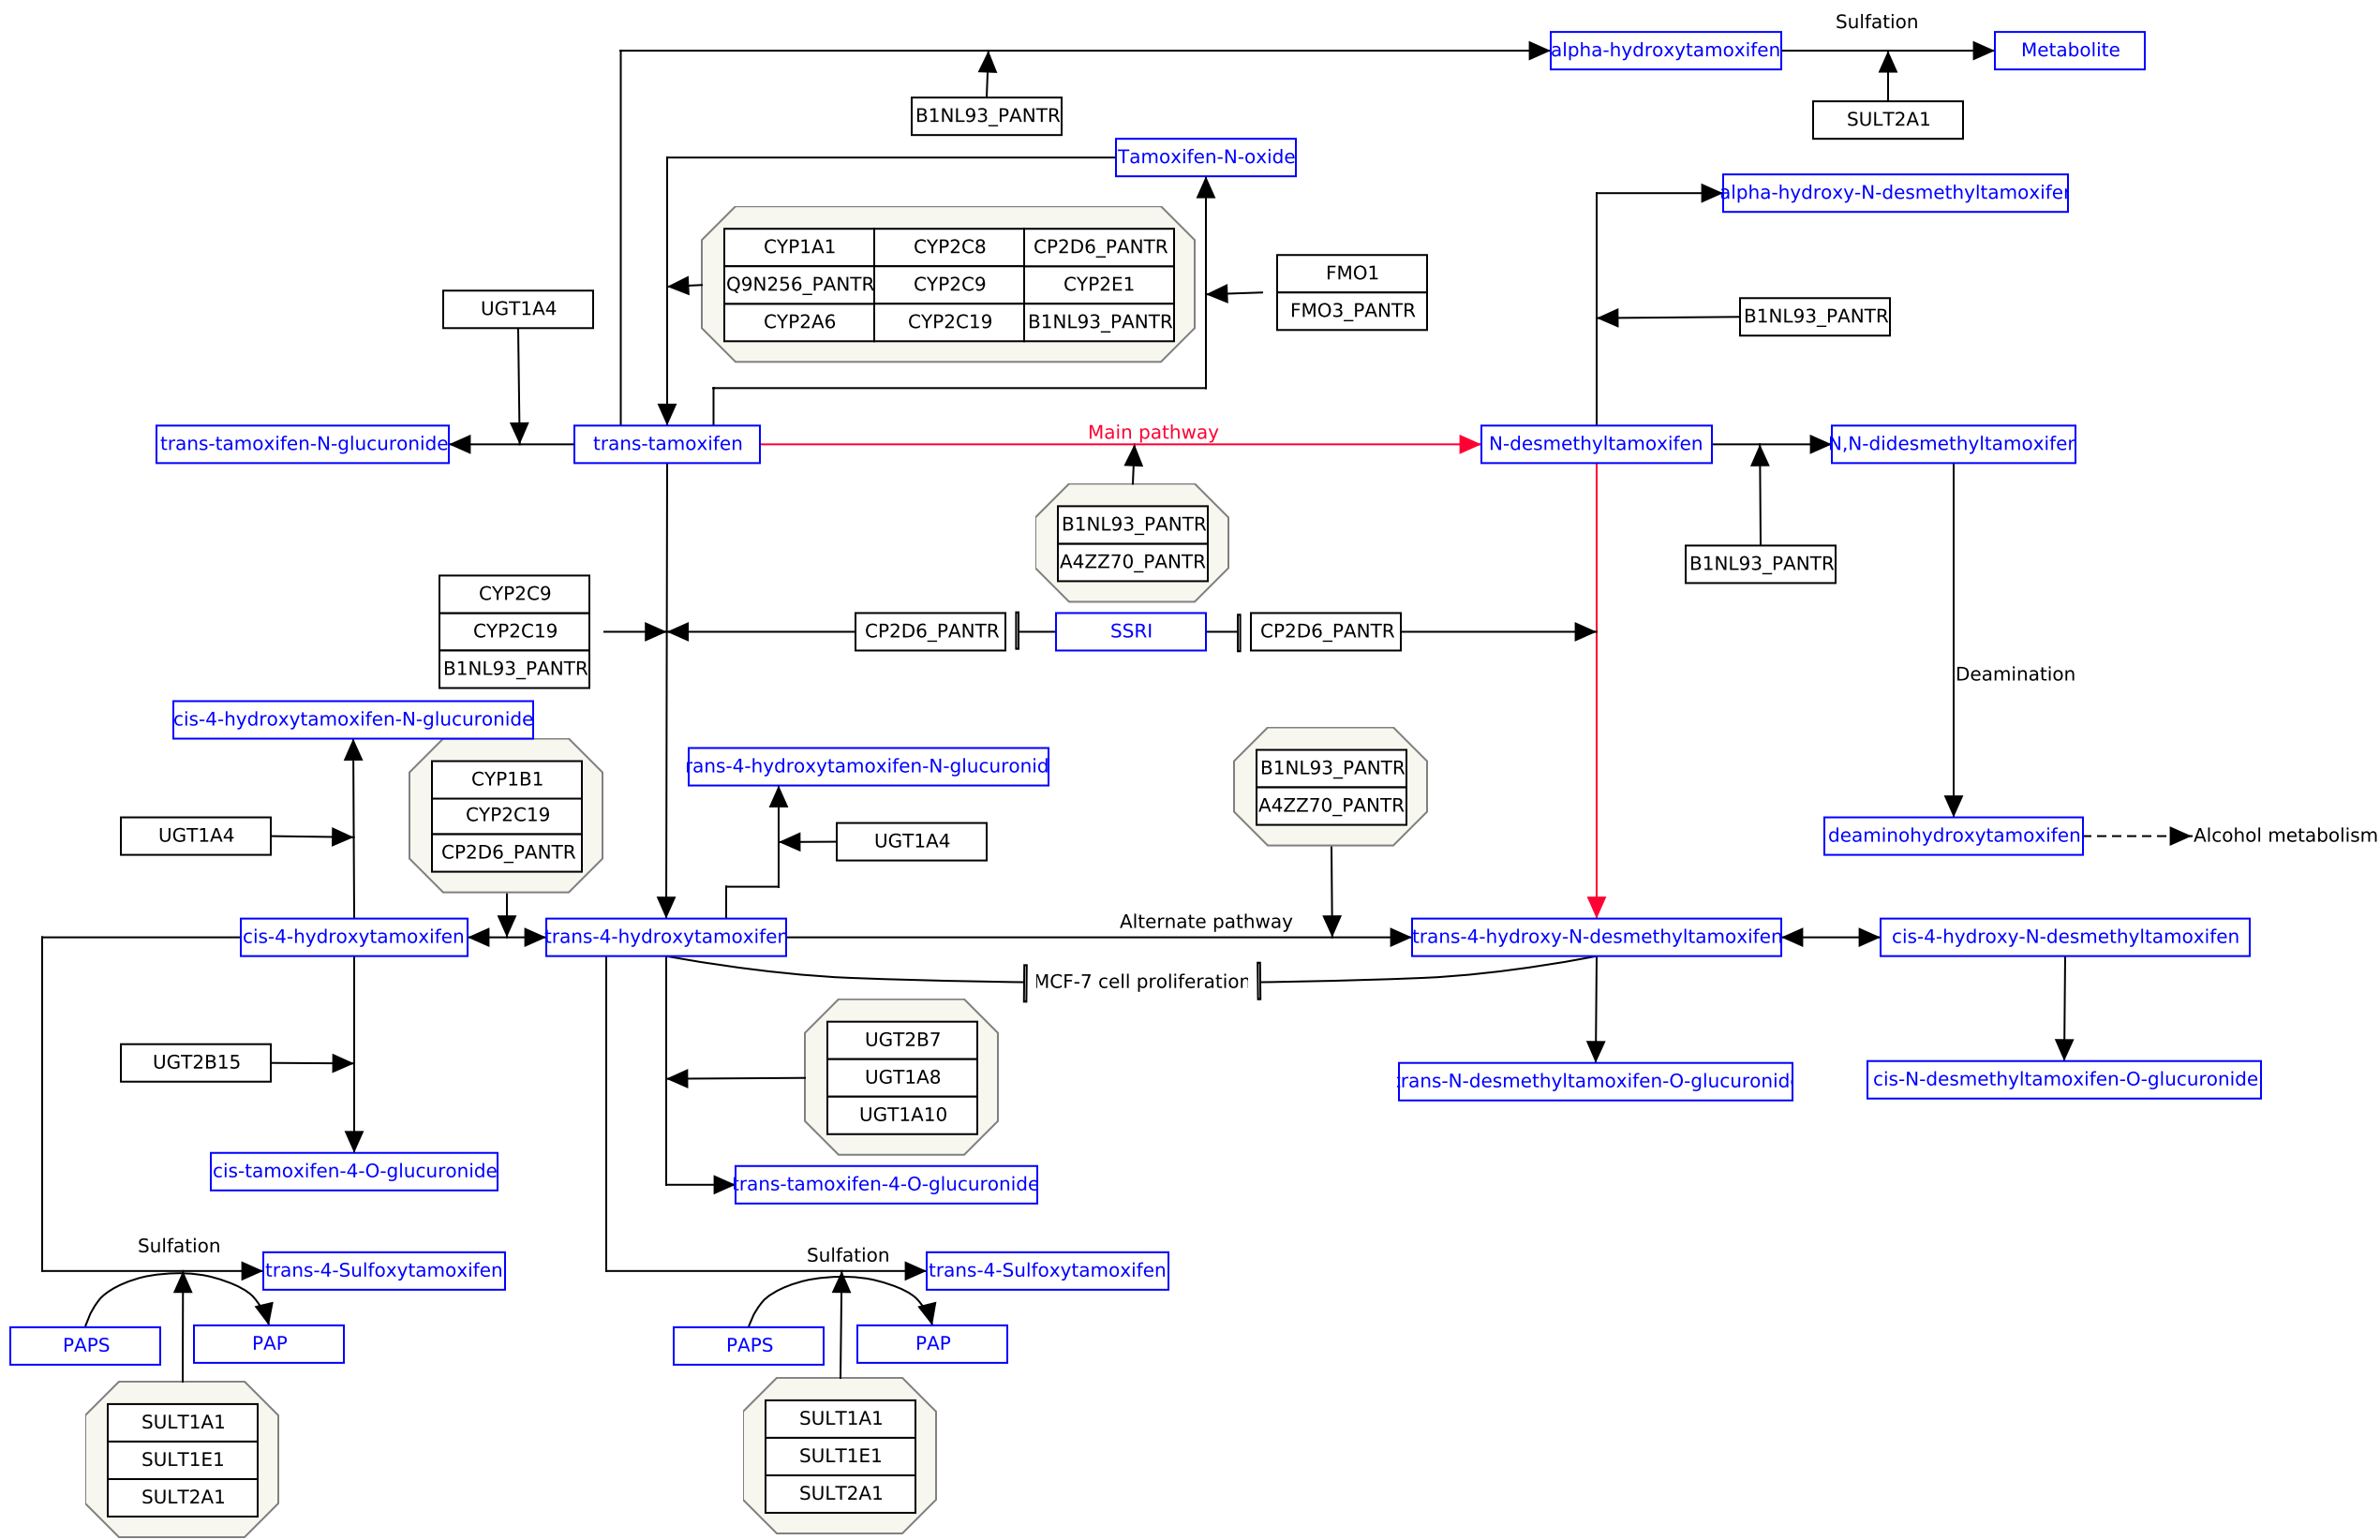 Sulfation
alpha-hydroxytamoxifen
Metabolite
B1NL93_PANTR
SULT2A1
Tamoxifen-N-oxide
alpha-hydroxy-N-desmethyltamoxifen
CYP1A1 CYP2C8 CP2D6_PANTR
Q9N256_PANTR CYP2C9 CYP2E1
CYP2A6 CYP2C19 B1NL93_PANTR
FMO1
FMO3_PANTR
UGT1A4
B1NL93_PANTR
trans-tamoxifen-N-glucuronide
trans-tamoxifen
Main pathway
N-desmethyltamoxifen
N,N-didesmethyltamoxifen
B1NL93_PANTR
A4ZZ70_PANTR
B1NL93_PANTR
CYP2C9
CYP2C19
B1NL93_PANTR
CP2D6_PANTR
SSRI
CP2D6_PANTR
Deamination
cis-4-hydroxytamoxifen-N-glucuronide
CYP1B1
CYP2C19
CP2D6_PANTR
trans-4-hydroxytamoxifen-N-glucuronide
B1NL93_PANTR
A4ZZ70_PANTR
UGT1A4
UGT1A4
deaminohydroxytamoxifen
Alcohol metabolism
Alternate pathway
cis-4-hydroxytamoxifen
trans-4-hydroxytamoxifen
trans-4-hydroxy-N-desmethyltamoxifen
cis-4-hydroxy-N-desmethyltamoxifen
MCF-7 cell proliferation
UGT2B7
UGT1A8
UGT1A10
UGT2B15
trans-N-desmethyltamoxifen-O-glucuronide
cis-N-desmethyltamoxifen-O-glucuronide
cis-tamoxifen-4-O-glucuronide
trans-tamoxifen-4-O-glucuronide
Sulfation
trans-4-Sulfoxytamoxifen
Sulfation
trans-4-Sulfoxytamoxifen
PAPS
PAP
PAPS
PAP
SULT1A1
SULT1E1
SULT2A1
SULT1A1
SULT1E1
SULT2A1